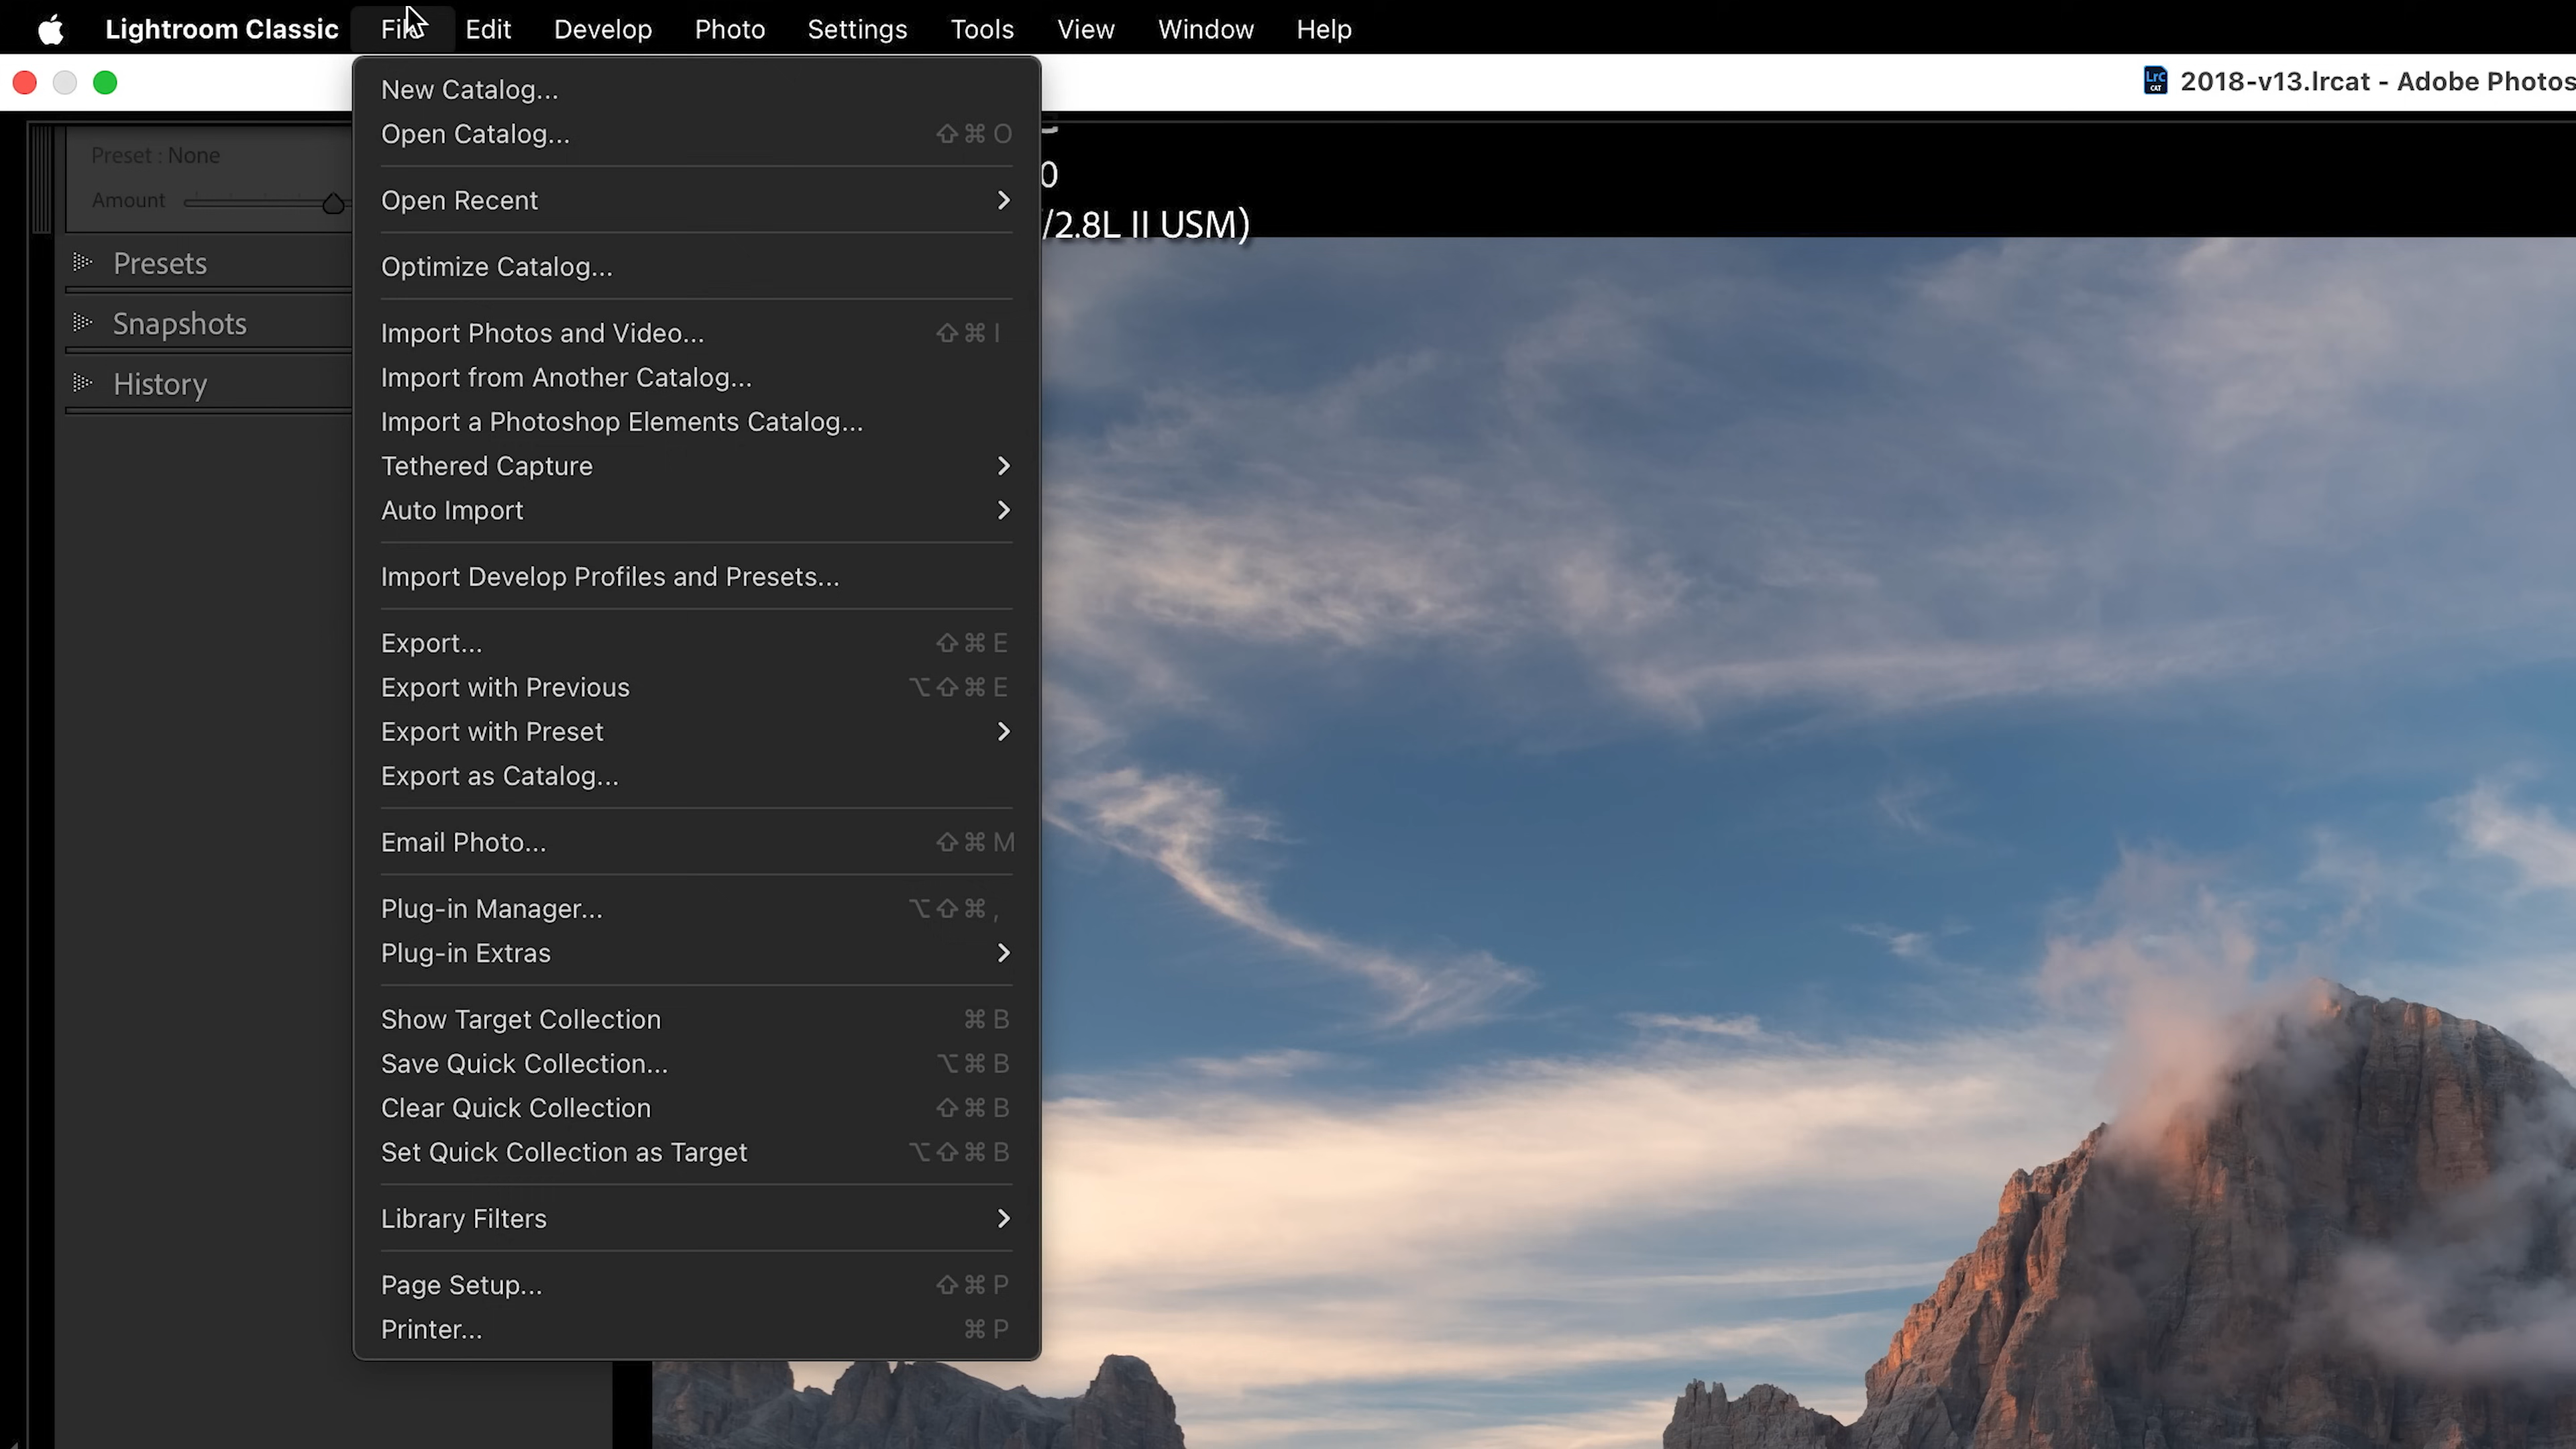 Lightroom Classic File Edit Develop Photo Settings Tools View Window Help
LrC CAT 2018-v13.lrcat - Adobe Photos
New Catalog...
Open Catalog... ⇧⌘O
Open Recent
Optimize Catalog...
Import Photos and Video... ⇧⌘I
Import from Another Catalog...
Import a Photoshop Elements Catalog...
Tethered Capture
Auto Import
Import Develop Profiles and Presets...
Export... ⇧⌘E
Export with Previous ⌥⇧⌘E
Export with Preset
Export as Catalog...
Email Photo... ⇧⌘M
Plug-in Manager... ⌥⇧⌘,
Plug-in Extras
Show Target Collection ⌘B
Save Quick Collection... ⌥⌘B
Clear Quick Collection ⇧⌘B
Set Quick Collection as Target ⌥⇧⌘B
Library Filters
Page Setup... ⇧⌘P
Printer... ⌘P
Preset : None
Amount
Presets
Snapshots
History
0
/2.8L II USM)